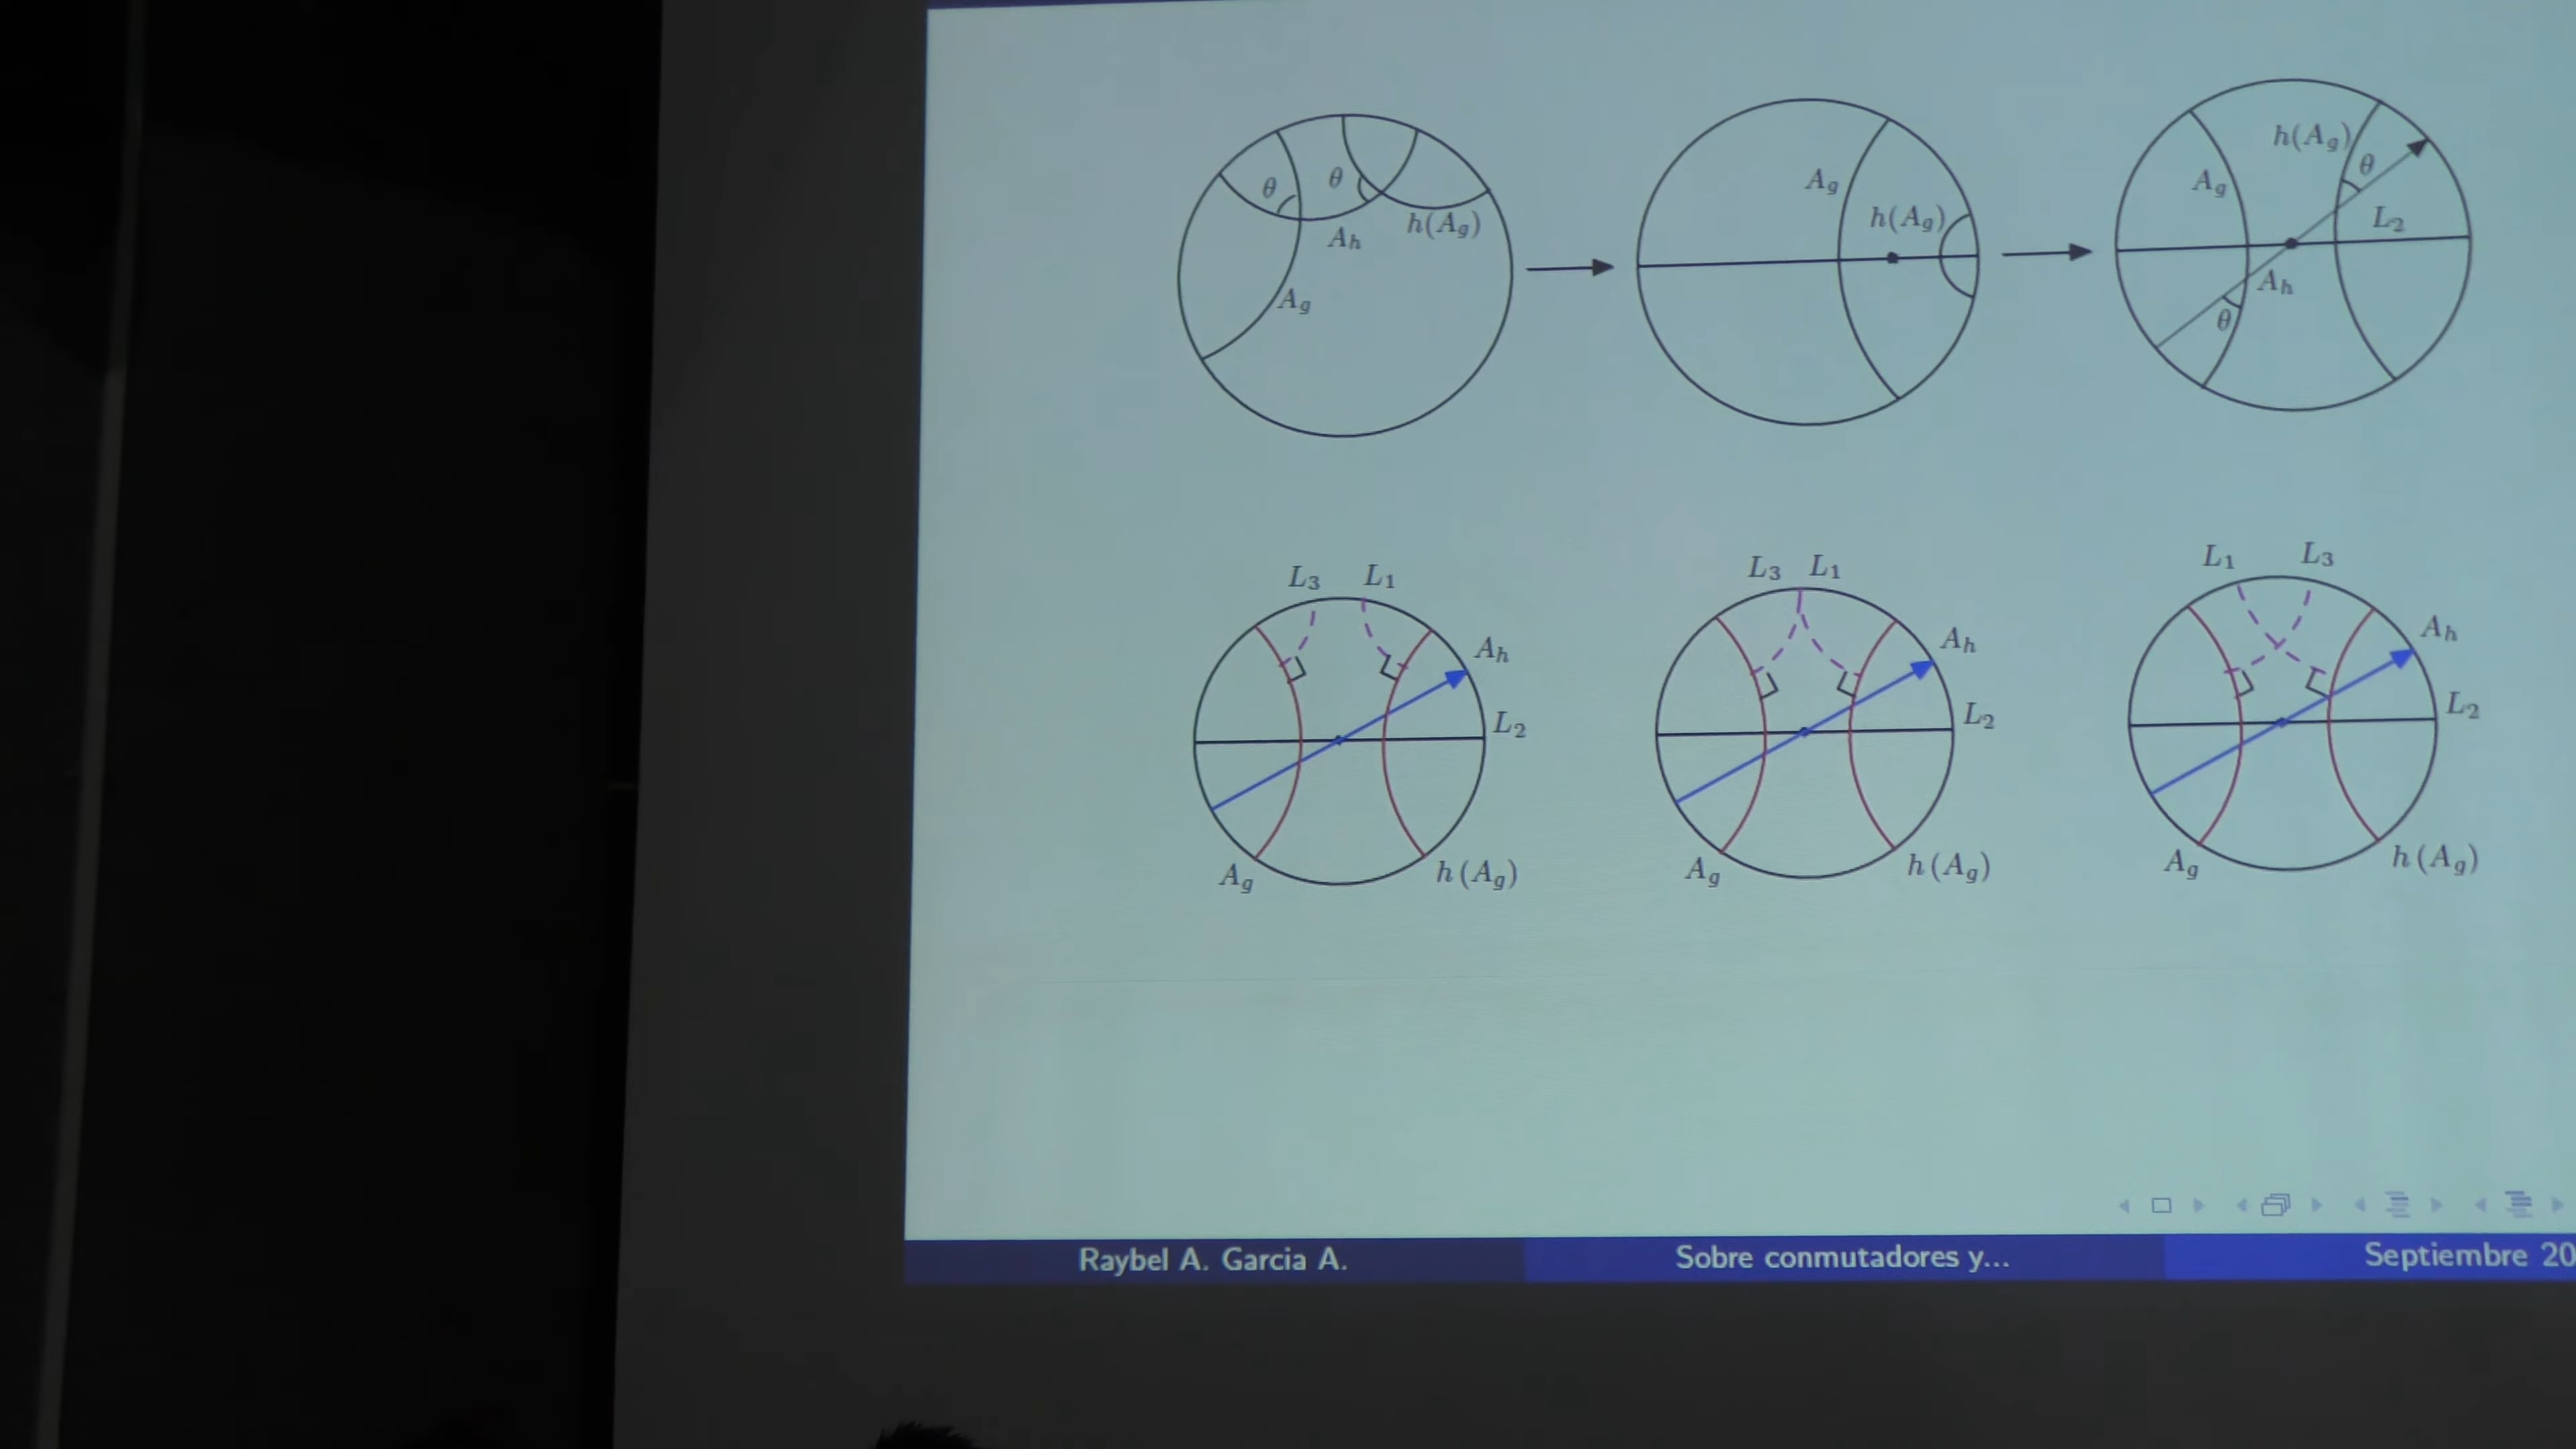 θ θ A_h h(A_g) A_g
A_g h(A_g)
h(A_g) θ A_g L_2 A_h θ
L_3 L_1 A_h L_2 A_g h(A_g)
L_3 L_1 A_h L_2 A_g h(A_g)
L_1 L_3 A_h L_2 A_g h(A_g)
Raybel A. Garcia A. Sobre conmutadores y... Septiembre 20